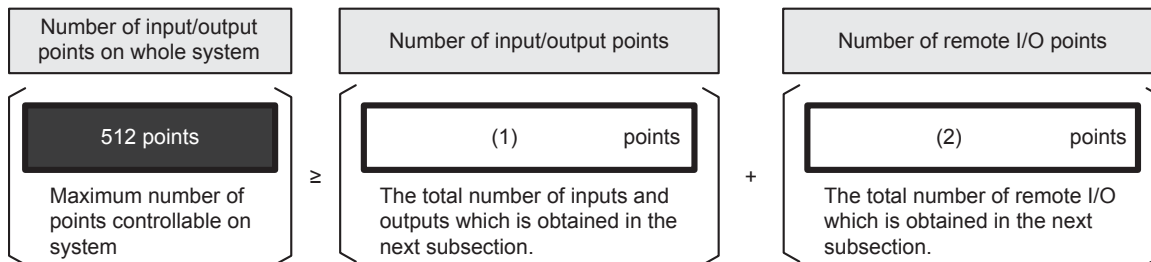 Number of input/output
points on whole system
Number of input/output points
Number of remote I/O points
512 points
≥
(1) points
+
(2) points
Maximum number of
points controllable on
system
The total number of inputs and
outputs which is obtained in the
next subsection.
The total number of remote I/O
which is obtained in the next
subsection.